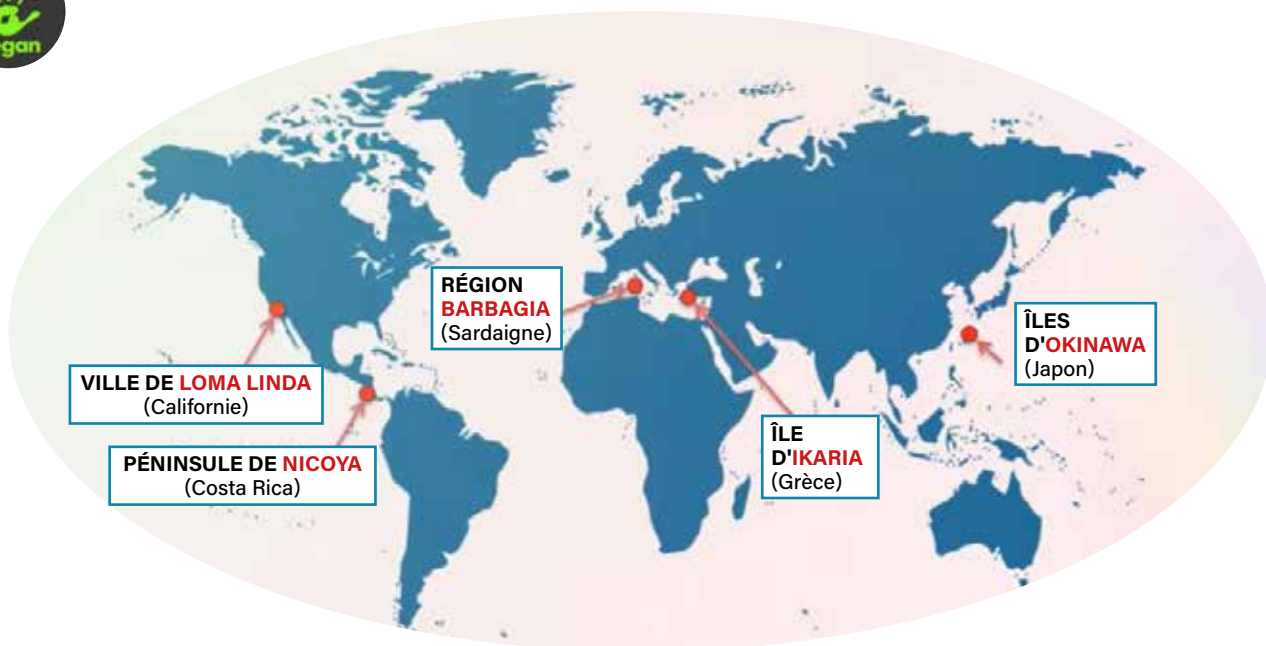 RÉGION
BARBAGIA
(Sardaigne)
ÎLES
D'OKINAWA
(Japon)
VILLE DE LOMA LINDA
(Californie)
ÎLE
D'IKARIA
(Grèce)
PÉNINSULE DE NICOYA
(Costa Rica)